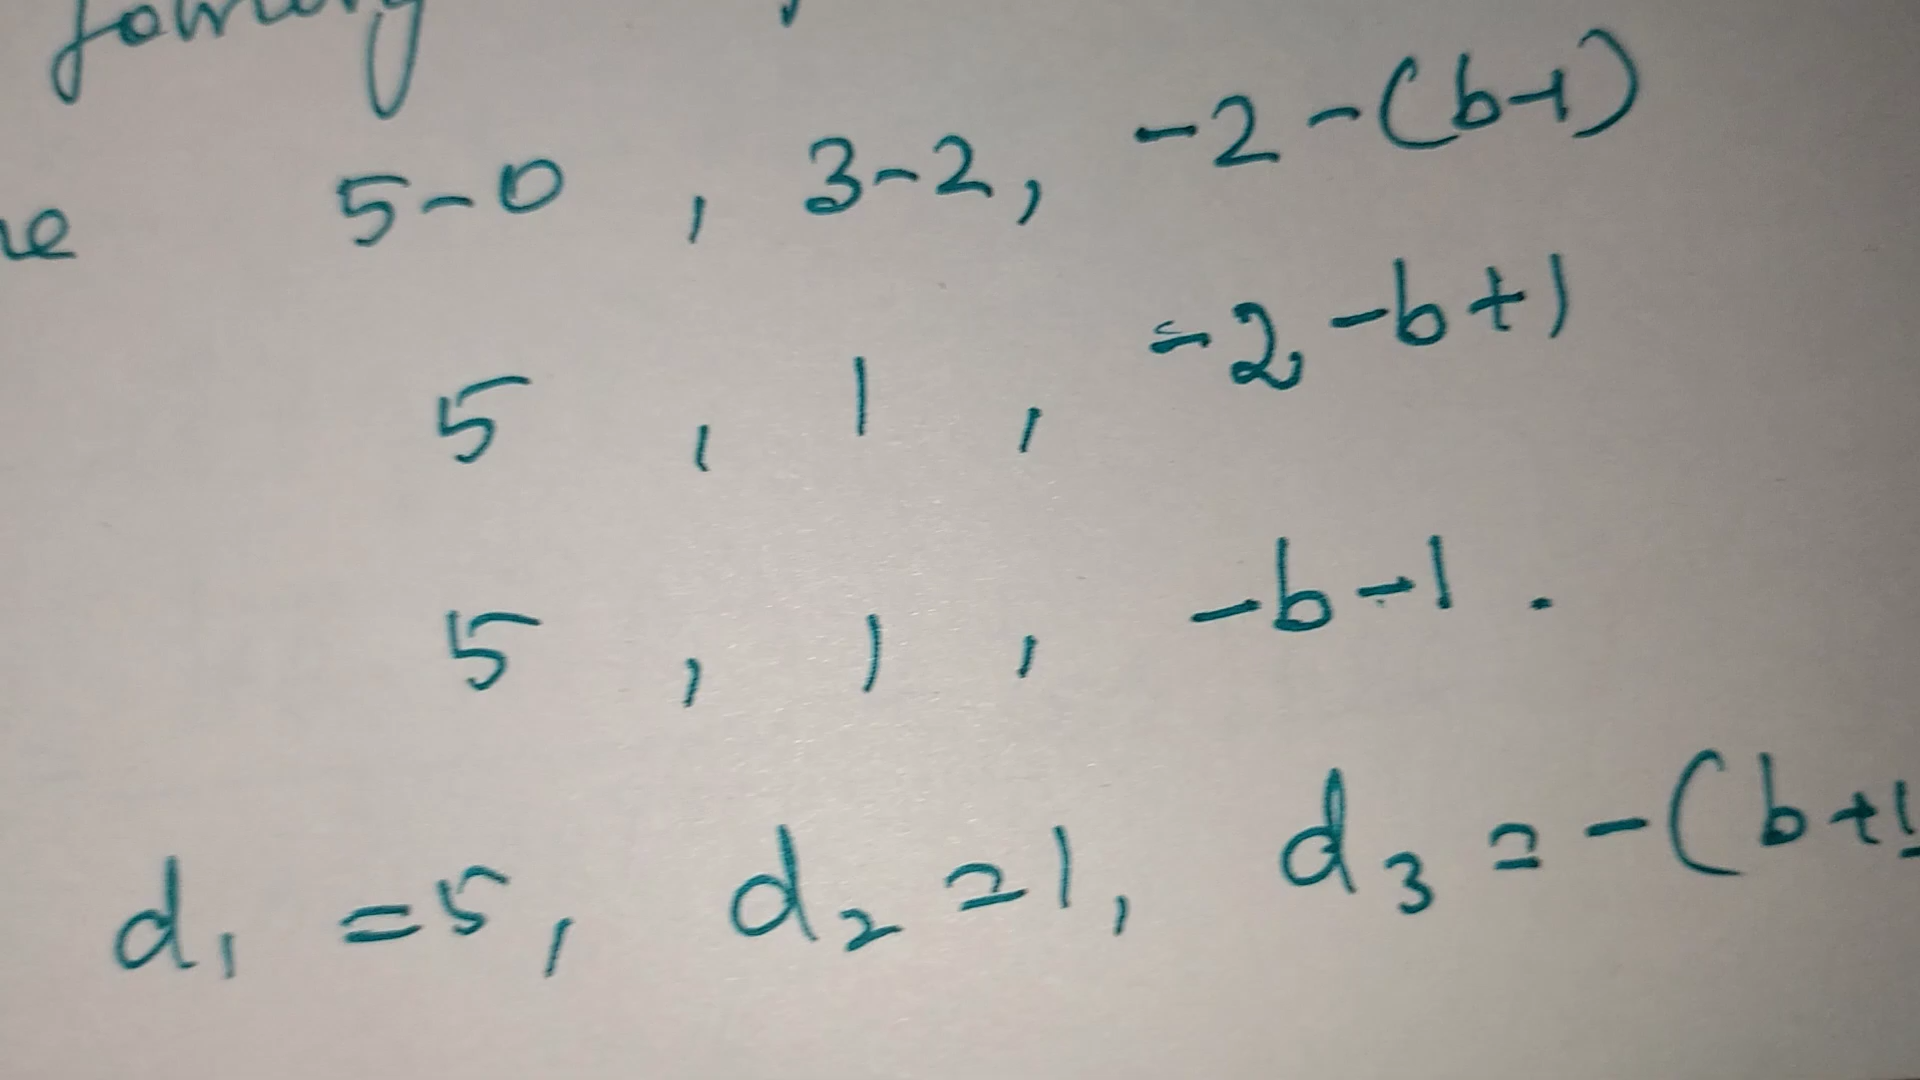 5-0 , 3-2, -2-(b-1)
5 , 1 , -2-b+1
5 , 1 , -b-1 .
d₁ =5, d₂ =1, d₃ = -(b+1